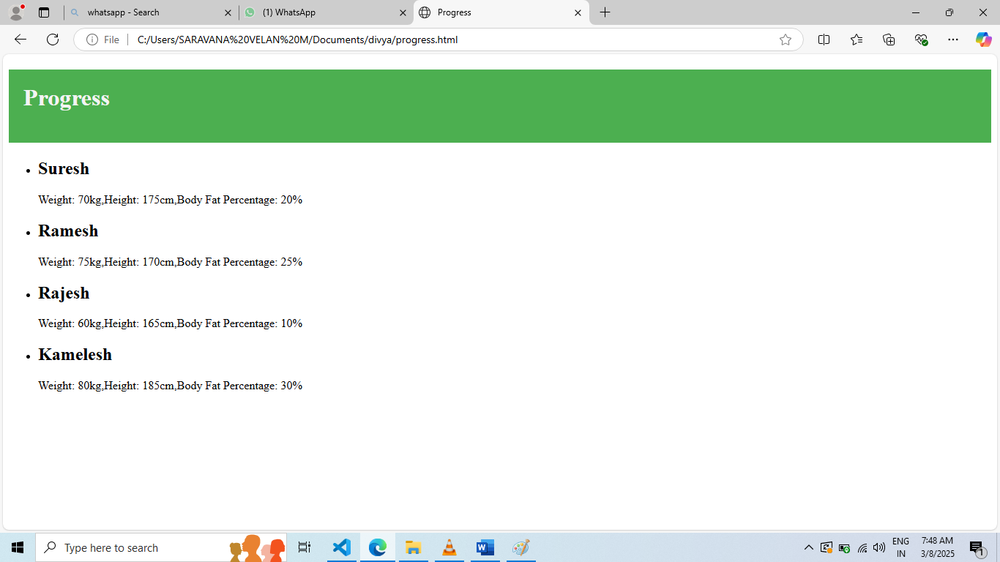 whatsapp - Search
(1) WhatsApp
Progress
File
C:/Users/SARAVANA%20VELAN%20M/Documents/divya/progress.html
Progress
Suresh
Weight: 70kg,Height: 175cm,Body Fat Percentage: 20%
Ramesh
Weight: 75kg,Height: 170cm,Body Fat Percentage: 25%
Rajesh
Weight: 60kg,Height: 165cm,Body Fat Percentage: 10%
Kamelesh
Weight: 80kg,Height: 185cm,Body Fat Percentage: 30%
Type here to search
ENG
IN
7:48 AM
3/8/2025
1